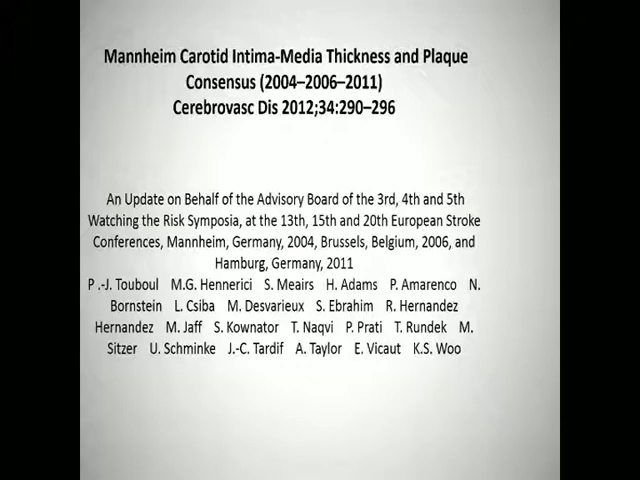 Mannheim Carotid Intima-Media Thickness and Plaque
Consensus (2004–2006–2011)
Cerebrovasc Dis 2012;34:290–296
An Update on Behalf of the Advisory Board of the 3rd, 4th and 5th
Watching the Risk Symposia, at the 13th, 15th and 20th European Stroke
Conferences, Mannheim, Germany, 2004, Brussels, Belgium, 2006, and
Hamburg, Germany, 2011
P .-J. Touboul M.G. Hennerici S. Meairs H. Adams P. Amarenco N.
Bornstein L. Csiba M. Desvarieux S. Ebrahim R. Hernandez
Hernandez M. Jaff S. Kownator T. Naqvi P. Prati T. Rundek M.
Sitzer U. Schminke J.-C. Tardif A. Taylor E. Vicaut K.S. Woo